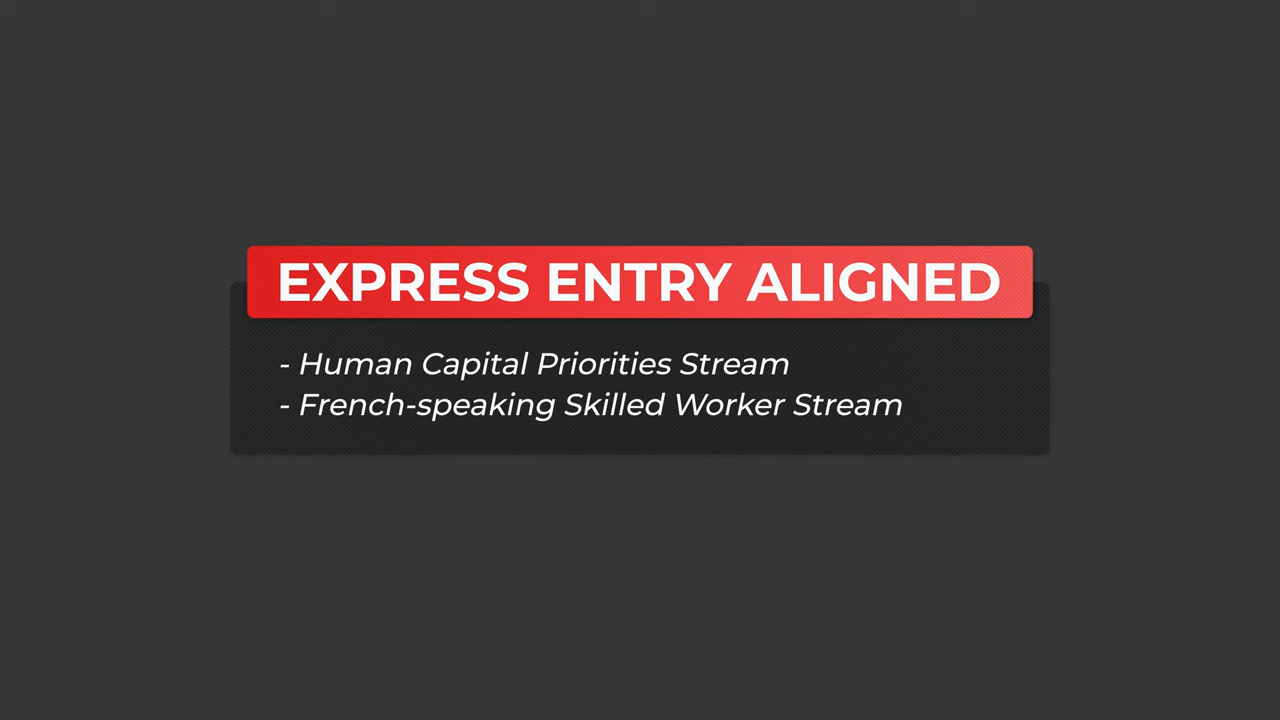 EXPRESS ENTRY ALIGNED
- Human Capital Priorities Stream
- French-speaking Skilled Worker Stream